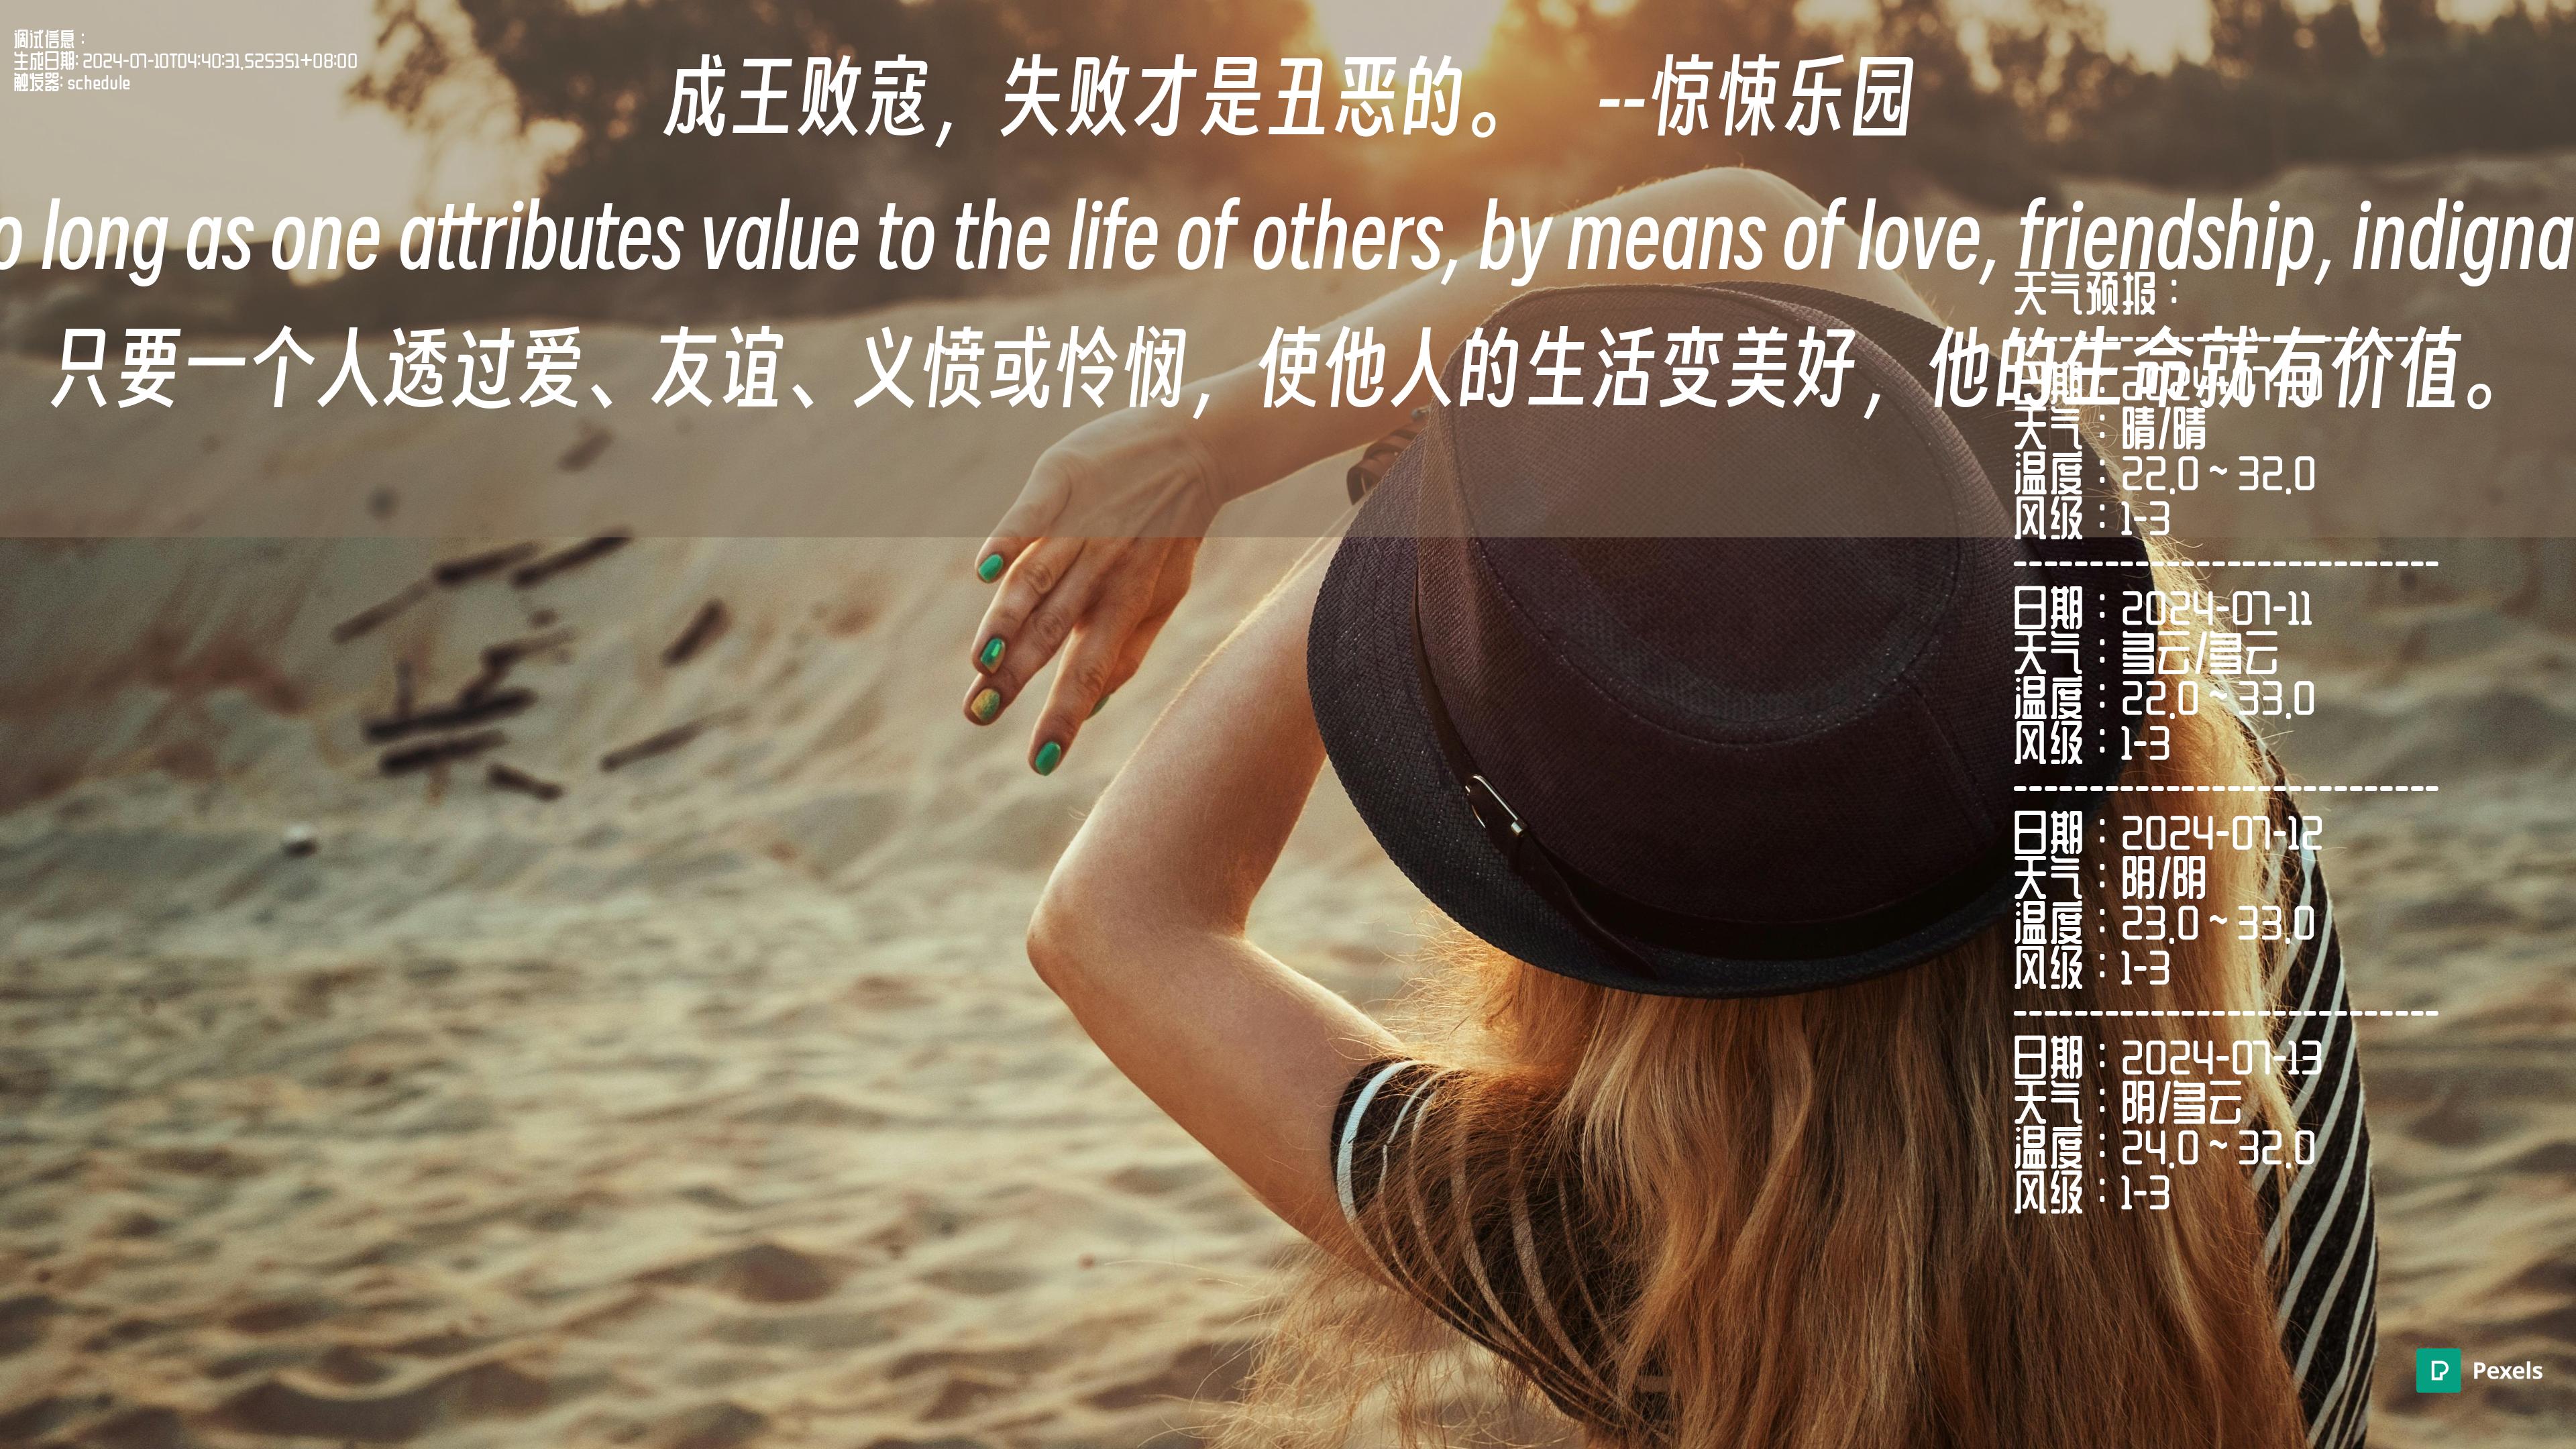 调试信息：
生成日期: 2024-07-10T04:40:31.525351+08:00
触发器: schedule
成王败寇，失败才是丑恶的。 --惊悚乐园
o long as one attributes value to the life of others, by means of love, friendship, indigna
只要一个人透过爱、友谊、义愤或怜悯，使他人的生活变美好，他的生命就有价值。
天气预报：
----------------------------
日期：2024-07-10
天气：晴/晴
温度：22.0 ~ 32.0
风级：1-3
----------------------------
日期：2024-07-11
天气：多云/多云
温度：22.0 ~ 33.0
风级：1-3
----------------------------
日期：2024-07-12
天气：阴/阴
温度：23.0 ~ 33.0
风级：1-3
----------------------------
日期：2024-07-13
天气：阴/多云
温度：24.0 ~ 32.0
风级：1-3
Pexels